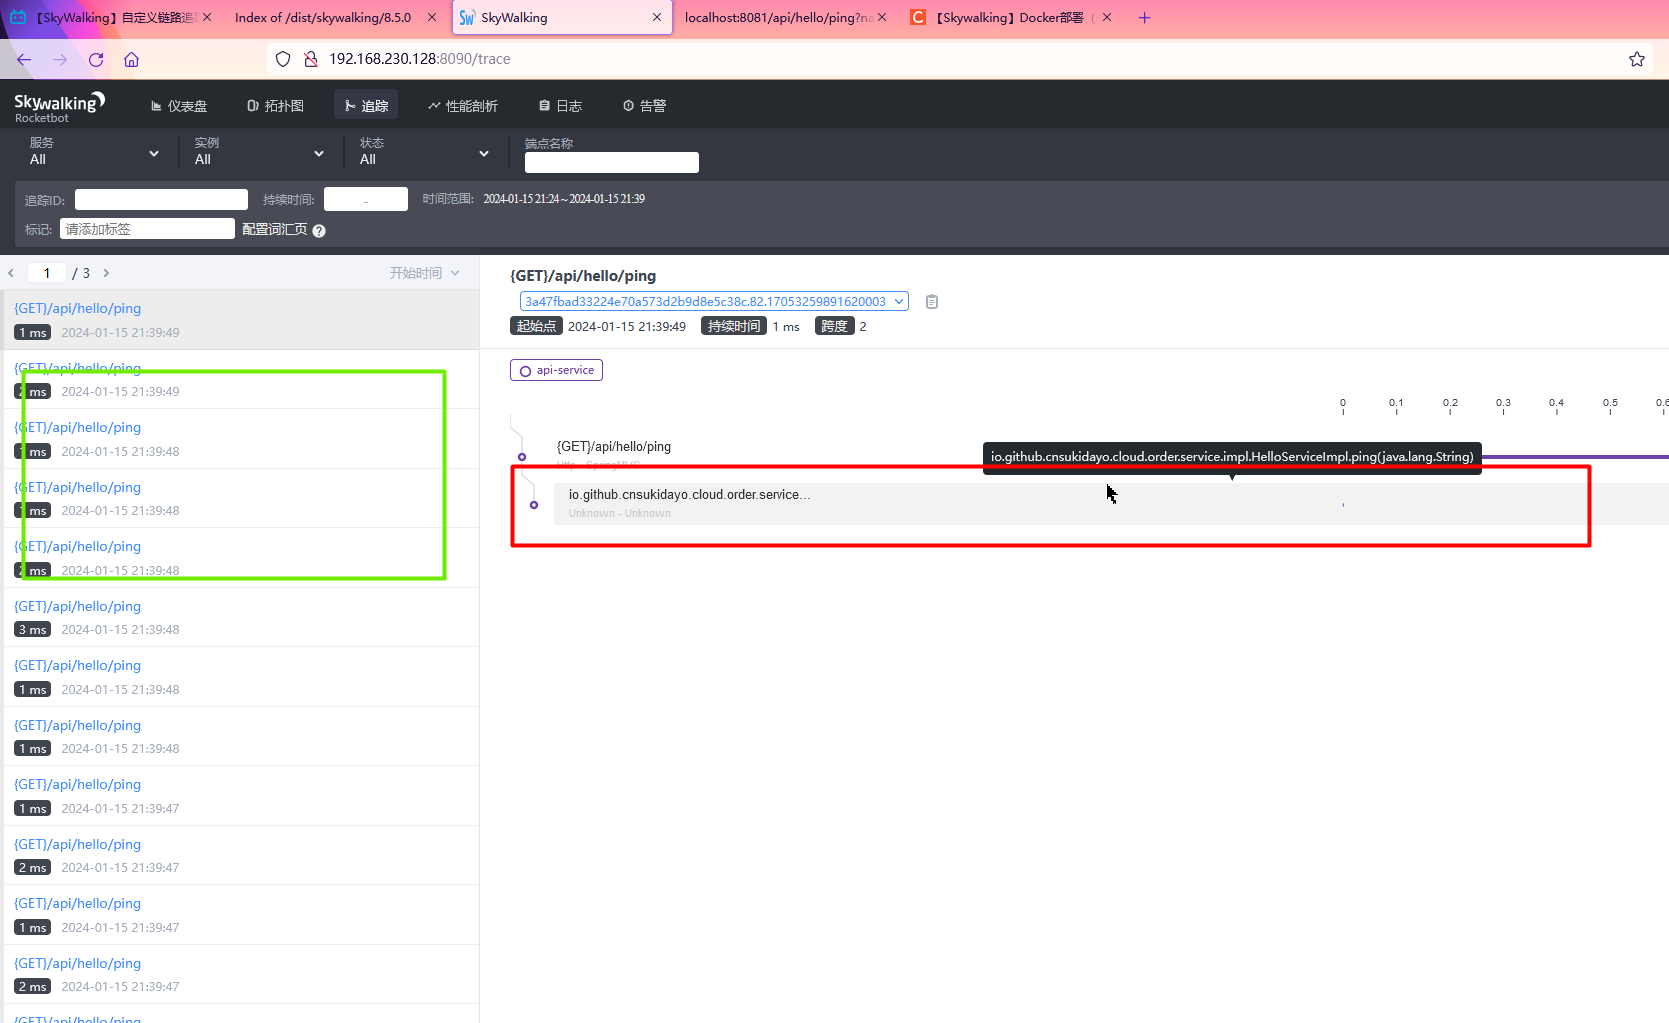 【SkyWalking】自定义链路追
Index of /dist/skywalking/8.5.0
SkyWalking
localhost:8081/api/hello/ping?na
【Skywalking】Docker部署
192.168.230.128:8090/trace
Skywalking
Rocketbot
仪表盘
拓扑图
追踪
性能剖析
日志
告警
服务
All
实例
All
状态
All
端点名称
追踪ID:
持续时间:
-
时间范围:
2024-01-15 21:24~2024-01-15 21:39
标记:
请添加标签
配置词汇页 ?
1 / 3
开始时间
{GET}/api/hello/ping
1 ms 2024-01-15 21:39:49
{GET}/api/hello/ping
2 ms 2024-01-15 21:39:49
{GET}/api/hello/ping
ms 2024-01-15 21:39:48
{GET}/api/hello/ping
ms 2024-01-15 21:39:48
{GET}/api/hello/ping
2 ms 2024-01-15 21:39:48
{GET}/api/hello/ping
3 ms 2024-01-15 21:39:48
{GET}/api/hello/ping
1 ms 2024-01-15 21:39:48
{GET}/api/hello/ping
1 ms 2024-01-15 21:39:48
{GET}/api/hello/ping
1 ms 2024-01-15 21:39:47
{GET}/api/hello/ping
2 ms 2024-01-15 21:39:47
{GET}/api/hello/ping
1 ms 2024-01-15 21:39:47
{GET}/api/hello/ping
2 ms 2024-01-15 21:39:47
{GET}/api/hello/ping
{GET}/api/hello/ping
3a47fbad33224e70a573d2b9d8e5c38c.82.17053259891620003
起始点 2024-01-15 21:39:49 持续时间 1 ms 跨度 2
api-service
0 0.1 0.2 0.3 0.4 0.5 0.6
{GET}/api/hello/ping
Http - SpringMVC
io.github.cnsukidayo.cloud.order.service.impl.HelloServiceImpl.ping(java.lang.String)
io.github.cnsukidayo.cloud.order.service...
Unknown - Unknown